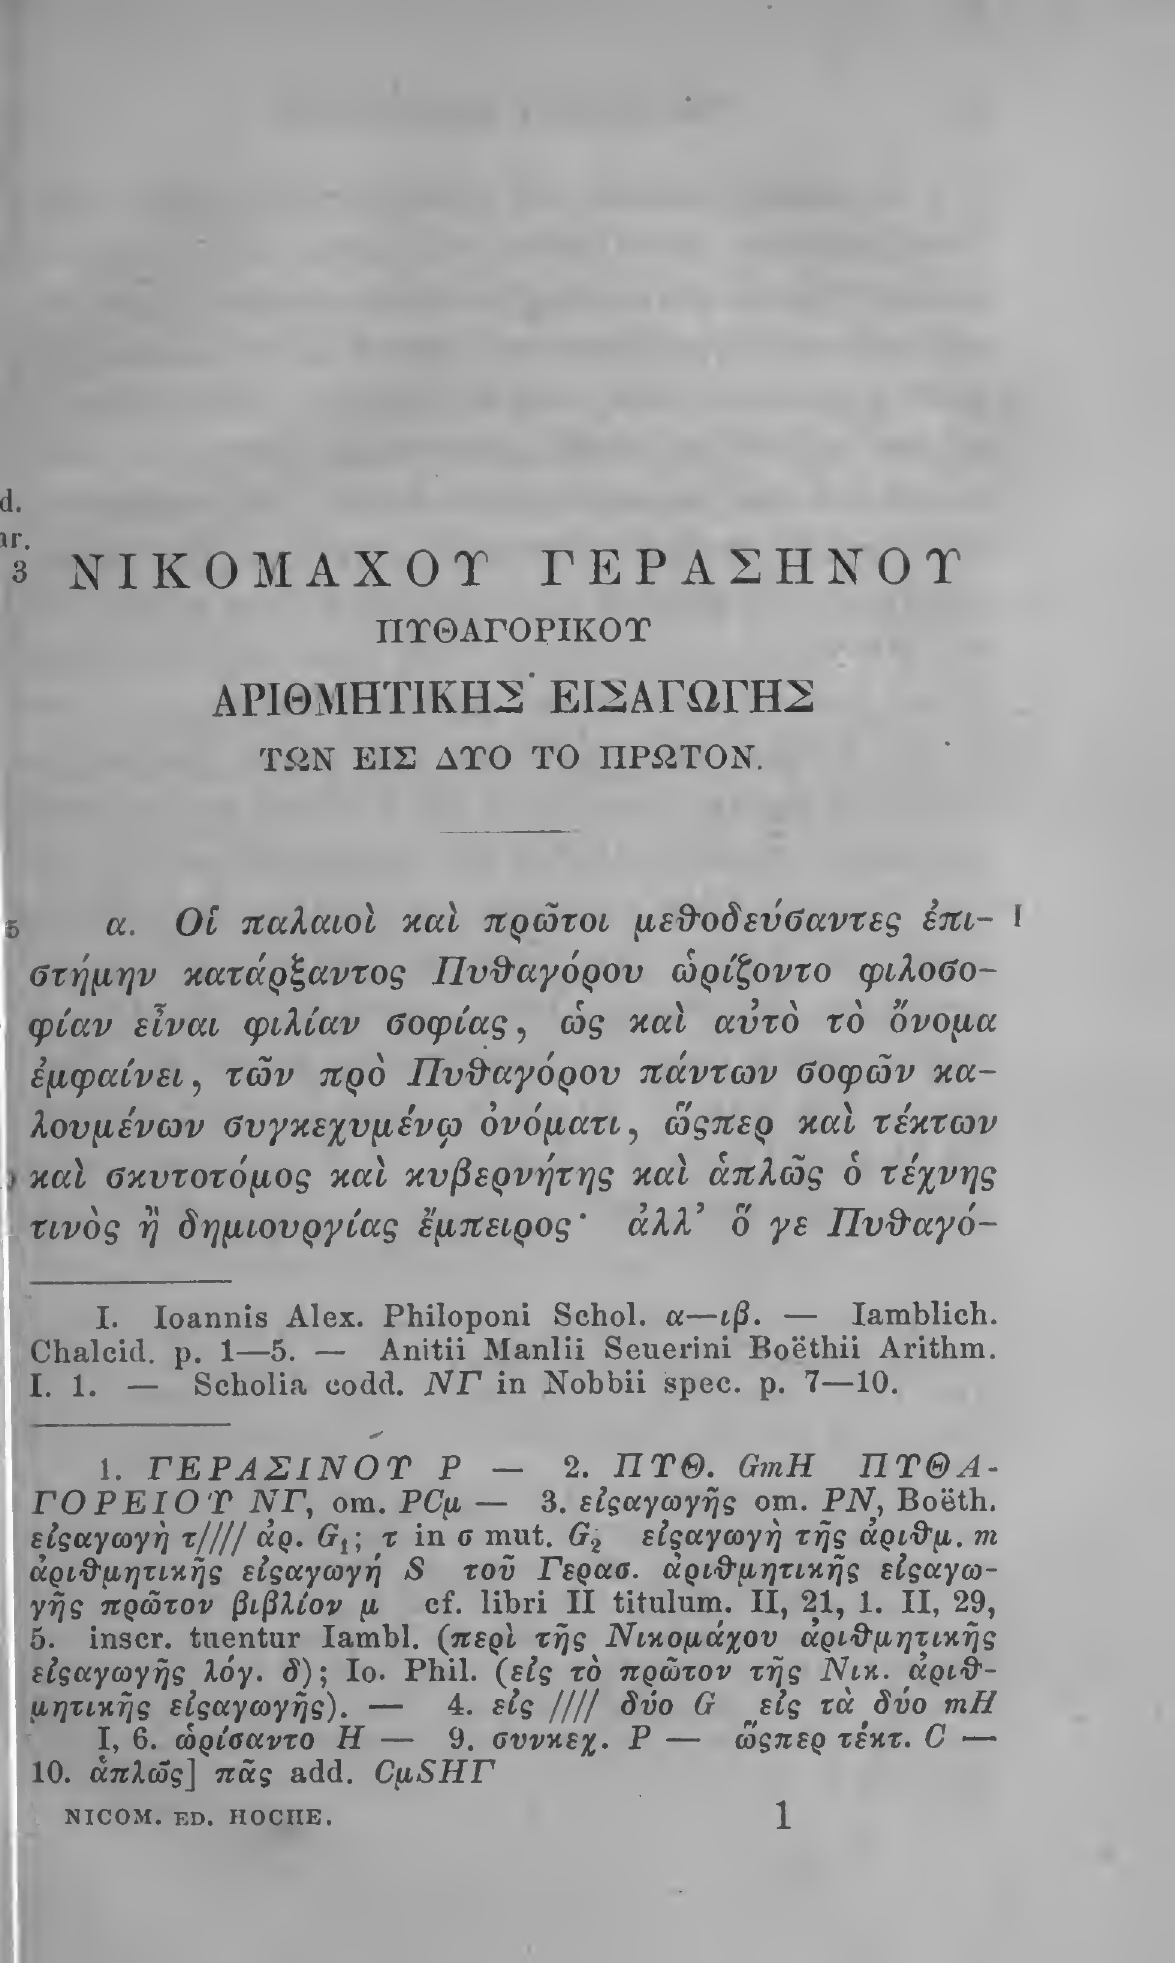 d.
ar.
3 ΝΙΚΟΜΑΧΟΥ ΓΕΡΑΣΗΝΟΥ
ΠΥΘΑΓΟΡΙΚΟΥ
ΑΡΙΘΜΗΤΙΚΗΣ ΕΙΣΑΓΩΓΗΣ
ΤΩΝ ΕΙΣ ΔΥΟ ΤΟ ΠΡΩΤΟΝ.
5 α. Οἱ παλαιοὶ καὶ πρῶτοι μεθοδεύσαντες ἐπι- I
στήμην κατάρξαντος Πυθαγόρου ὡρίζοντο φιλοσο-
φίαν εἶναι φιλίαν σοφίας, ὡς καὶ αὐτὸ τὸ ὄνομα
ἐμφαίνει, τῶν πρὸ Πυθαγόρου πάντων σοφῶν κα-
λουμένων συγκεχυμένῳ ὀνόματι, ὥςπερ καὶ τέκτων
καὶ σκυτοτόμος καὶ κυβερνήτης καὶ ἁπλῶς ὁ τέχνης
τινὸς ἢ δημιουργίας ἔμπειρος· ἀλλ’ ὅ γε Πυθαγό-
I. Ioannis Alex. Philoponi Schol. α—ιβ. — Iamblich.
Chalcid. p. 1—5. — Anitii Manlii Seuerini Boëthii Arithm.
I. 1. — Scholia codd. NΓ in Nobbii spec. p. 7—10.
1. ΓΕΡΑΣΙΝΟΥ P — 2. ΠΥΘ. GmH ΠΥΘΑ-
ΓΟΡΕΙΟΥ NΓ, om. PCμ — 3. εἰςαγωγῆς om. PN, Boëth.
εἰςαγωγὴ τ//// ἀρ. G₁; τ in σ mut. G₂ εἰςαγωγὴ τῆς ἀριθμ. m
ἀριθμητικῆς εἰςαγωγή S τοῦ Γερασ. ἀριθμητικῆς εἰςαγω-
γῆς πρῶτον βιβλίον μ cf. libri II titulum. II, 21, 1. II, 29,
5. inscr. tuentur Iambl. (περὶ τῆς Νικομάχου ἀριθμητικῆς
εἰςαγωγῆς λόγ. δ); Io. Phil. (εἰς τὸ πρῶτον τῆς Νικ. ἀριθ-
μητικῆς εἰςαγωγῆς). — 4. εἰς //// δύο G εἰς τὰ δύο mH
I, 6. ὡρίσαντο H — 9. συνκεχ. P — ὥςπερ τέκτ. C —
10. ἁπλῶς] πᾶς add. CμSHΓ
NICOM. ED. HOCHE. 1